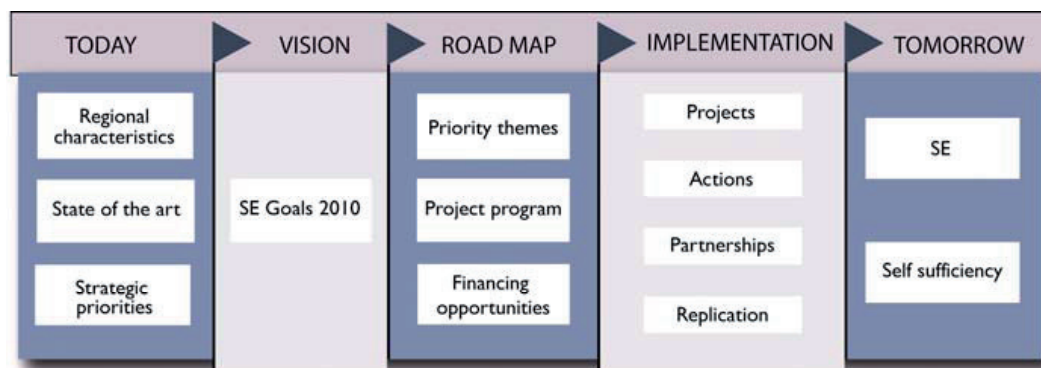 TODAY
VISION
ROAD MAP
IMPLEMENTATION
TOMORROW
Regional
characteristics
State of the art
Strategic
priorities
SE Goals 2010
Priority themes
Project program
Financing
opportunities
Projects
Actions
Partnerships
Replication
SE
Self sufficiency